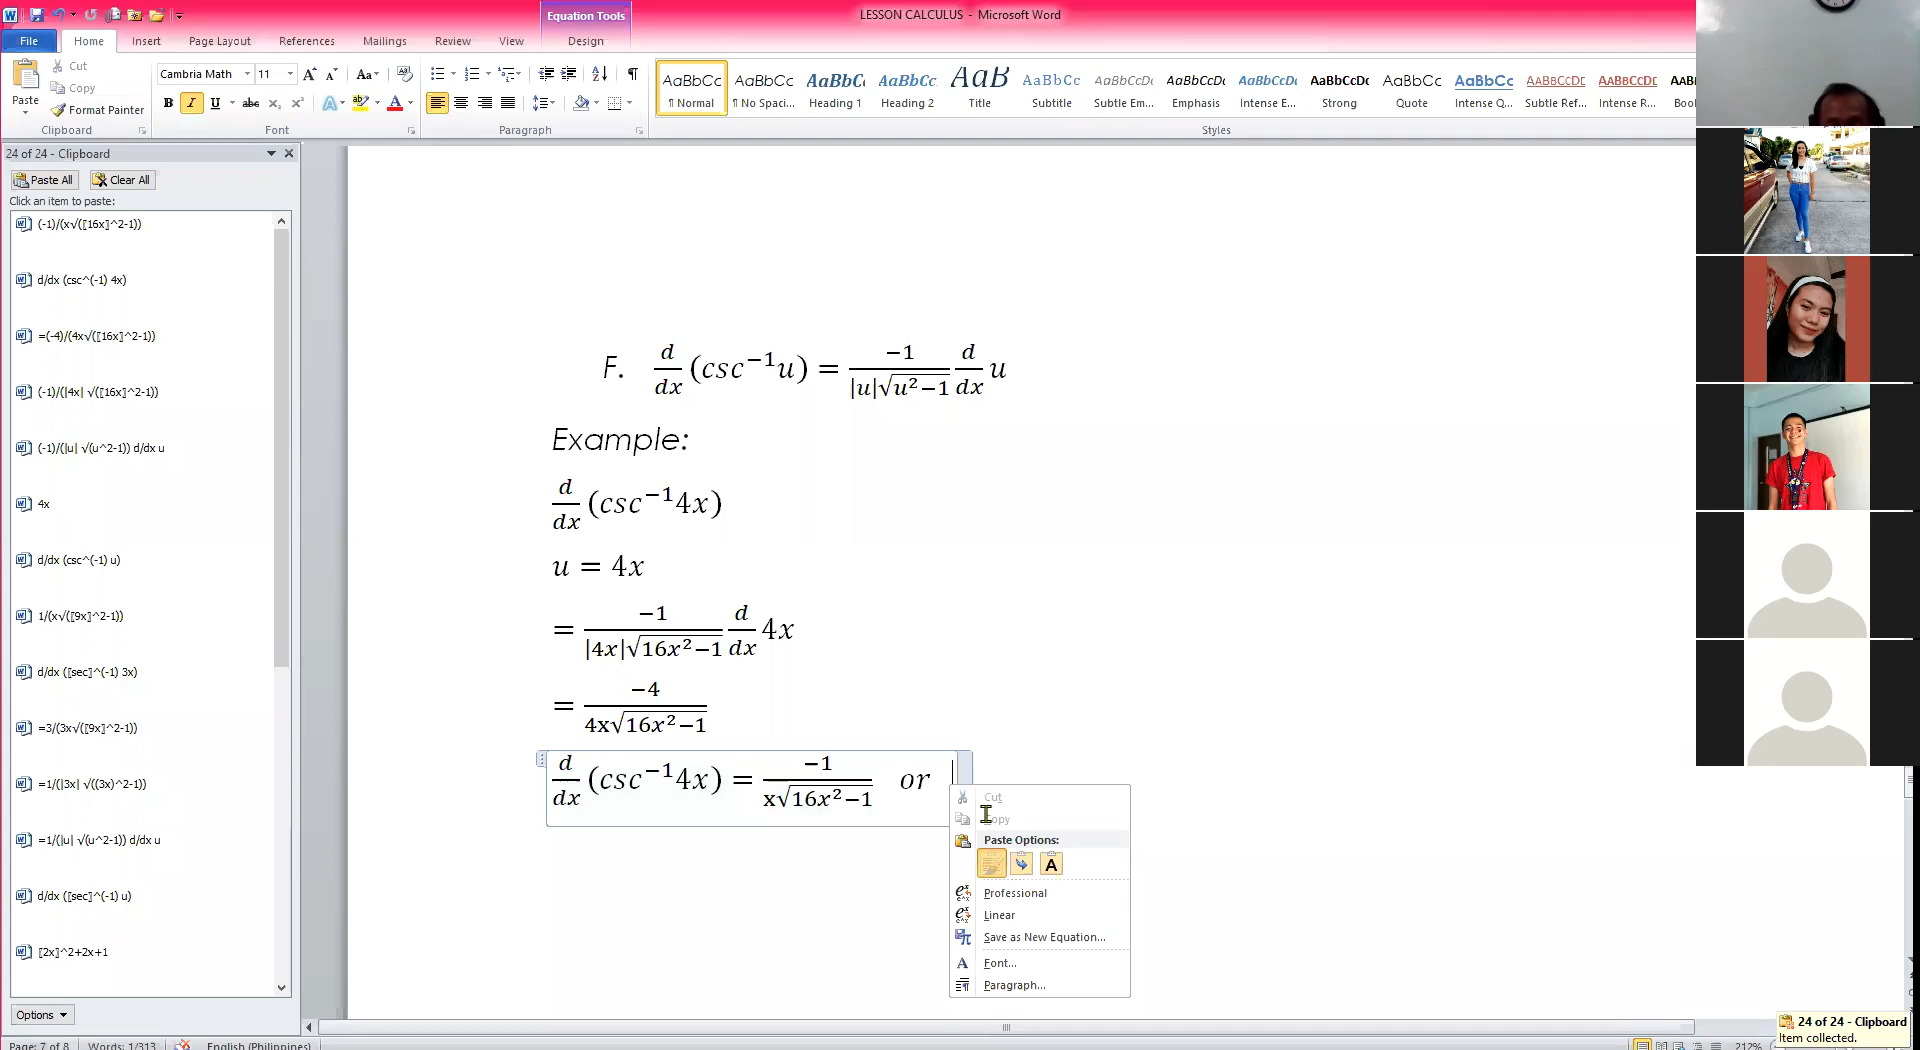 LESSON CALCULUS - Microsoft Word
Equation Tools
File Home Insert Page Layout References Mailings Review View Design
Paste
Cut
Copy
Format Painter
Clipboard
Cambria Math 11
Font
Paragraph
AaBbCc AaBbCc AaBbC AaBbCc AaB AaBbCc AaBbCcDc AaBbCcDc AaBbCcDc AaBbCcDc AaBbCc AaBbCc AABBCCDE AABBCCDE
¶ Normal ¶ No Spaci... Heading 1 Heading 2 Title Subtitle Subtle Em... Emphasis Intense E... Strong Quote Intense Q... Subtle Ref... Intense R...
Styles
24 of 24 - Clipboard
Paste All Clear All
Click an item to paste:
(-1)/(x√(〖16x〗^2-1))
d/dx (csc^(-1) 4x)
=(-4)/(4x√(〖16x〗^2-1))
(-1)/(|4x| √(〖16x〗^2-1))
(-1)/(|u| √(u^2-1)) d/dx u
4x
d/dx (csc^(-1) u)
1/(x√(〖9x〗^2-1))
d/dx (〖sec〗^(-1) 3x)
=3/(3x√(〖9x〗^2-1))
=1/(|3x| √((3x)^2-1))
=1/(|u| √(u^2-1)) d/dx u
d/dx (〖sec〗^(-1) u)
〖2x〗^2+2x+1
Options
F. d/dx (csc⁻¹u) = −1/(|u|√(u²−1)) d/dx u
Example:
d/dx (csc⁻¹4x)
u = 4x
= −1/(|4x|√(16x²−1)) d/dx 4x
= −4/(4x√(16x²−1))
d/dx (csc⁻¹4x) = −1/(x√(16x²−1)) or
Cut
Copy
Paste Options:
Professional
Linear
Save as New Equation...
Font...
Paragraph...
24 of 24 - Clipboard
Item collected.
Page: 7 of 8 Words: 1/313 English (Philippines) 212%